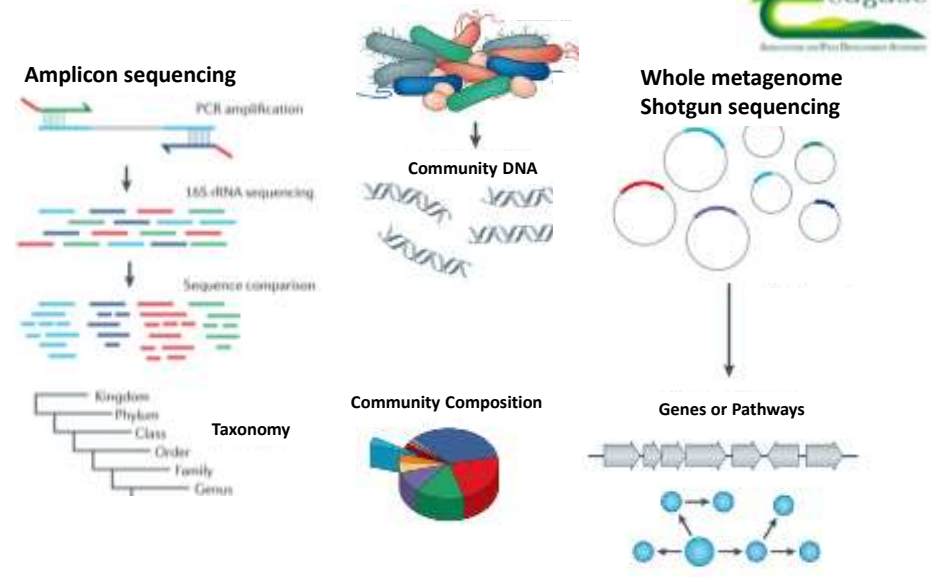 Amplicon sequencing
PCR amplification
16S rRNA sequencing
Sequence comparison
Kingdom
Phylum
Class
Order
Family
Genus
Taxonomy
Community DNA
Community Composition
Whole metagenome
Shotgun sequencing
Genes or Pathways